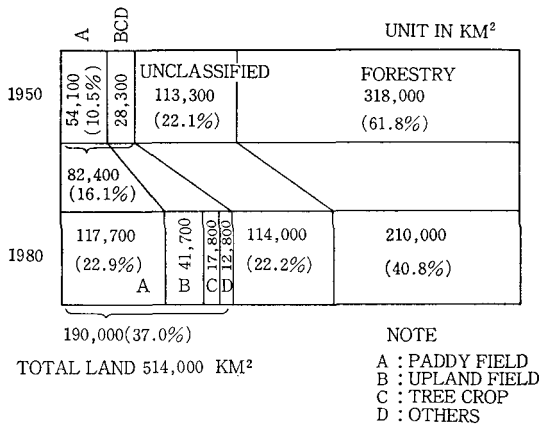 A
BCD
UNIT IN KM²
1950
54,100
(10.5%)
28,300
UNCLASSIFIED
113,300
(22.1%)
FORESTRY
318,000
(61.8%)
82,400
(16.1%)
1980
117,700
(22.9%)
A
41,700
B
17,800
C
12,800
D
114,000
(22.2%)
210,000
(40.8%)
190,000(37.0%)
TOTAL LAND 514,000 KM²
NOTE
A : PADDY FIELD
B : UPLAND FIELD
C : TREE CROP
D : OTHERS